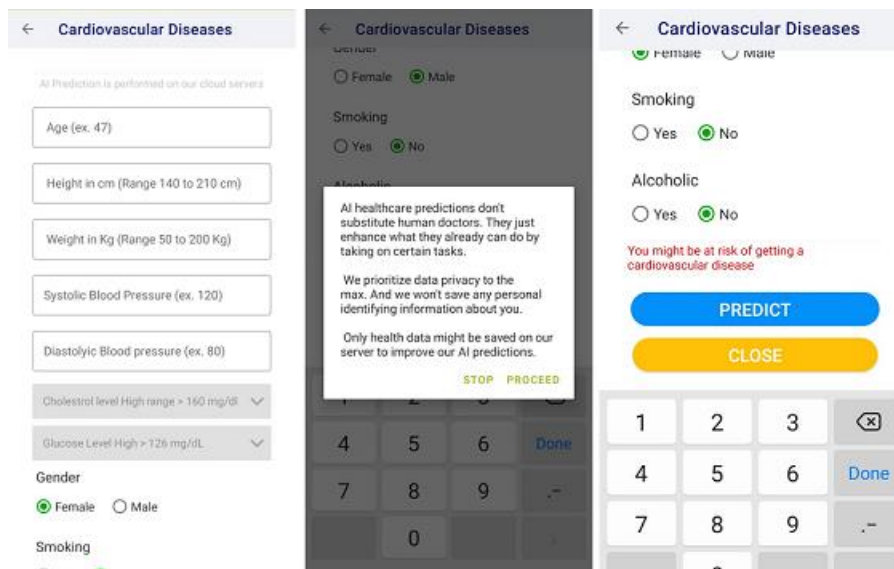 Cardiovascular Diseases
AI Prediction is performed on our cloud servers
Age (ex. 47)
Height in cm (Range 140 to 210 cm)
Weight in Kg (Range 50 to 200 Kg)
Systolic Blood Pressure (ex. 120)
Diastolyic Blood pressure (ex. 80)
Cholestrol level High range > 160 mg/dl
Glucose Level High > 126 mg/dL
Gender
Female Male
Smoking
Cardiovascular Diseases
Gender
Female Male
Smoking
Yes No
Alcoholic
AI healthcare predictions don't
substitute human doctors. They just
enhance what they already can do by
taking on certain tasks.
We prioritize data privacy to the
max. And we won't save any personal
identifying information about you.
Only health data might be saved on our
server to improve our AI predictions.
STOP PROCEED
4 5 6 Done
7 8 9 .-
0
Cardiovascular Diseases
Female Male
Smoking
Yes No
Alcoholic
Yes No
You might be at risk of getting a
cardiovascular disease
PREDICT
CLOSE
1 2 3
4 5 6 Done
7 8 9 .-